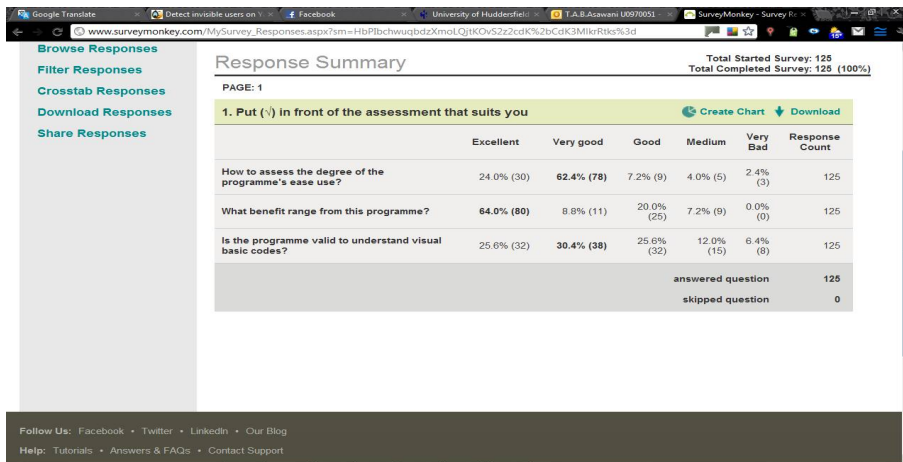 Google Translate
Detect invisible users on Y
Facebook
University of Huddersfield
T.A.B.Asawani U0970051 -
SurveyMonkey - Survey Re
www.surveymonkey.com/MySurvey_Responses.aspx?sm=HbPIbchwuqbdzXmoLQjtKOvS2z2cdK%2bCdK3MIkrRtks%3d
Browse Responses
Filter Responses
Crosstab Responses
Download Responses
Share Responses
Response Summary
Total Started Survey: 125
Total Completed Survey: 125 (100%)
PAGE: 1
1. Put (√) in front of the assessment that suits you
Create Chart Download
Excellent Very good Good Medium Very Bad Response Count
How to assess the degree of the
programme's ease use?
24.0% (30) 62.4% (78) 7.2% (9) 4.0% (5) 2.4% (3) 125
What benefit range from this programme? 64.0% (80) 8.8% (11) 20.0% (25) 7.2% (9) 0.0% (0) 125
Is the programme valid to understand visual
basic codes?
25.6% (32) 30.4% (38) 25.6% (32) 12.0% (15) 6.4% (8) 125
answered question 125
skipped question 0
Follow Us: Facebook • Twitter • LinkedIn • Our Blog
Help: Tutorials • Answers & FAQs • Contact Support